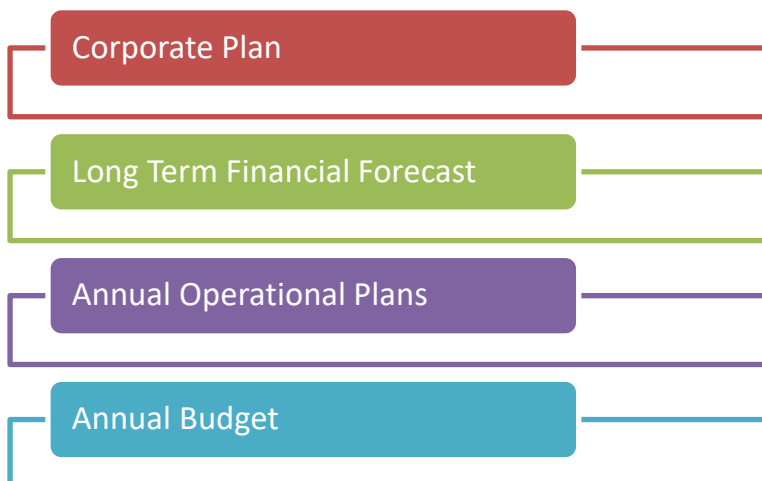 Corporate Plan
Long Term Financial Forecast
Annual Operational Plans
Annual Budget